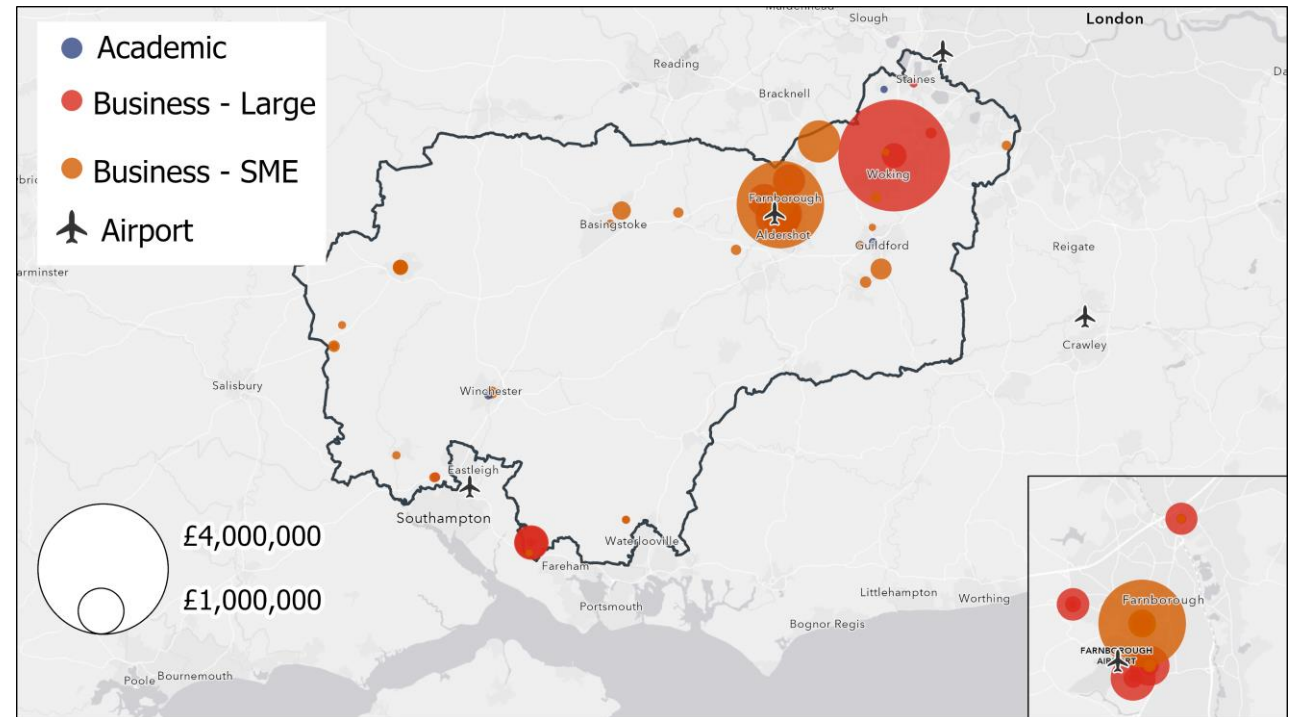 Academic
Business - Large
Business - SME
Airport
Slough
London
Reading
Staines
Bracknell
Woking
Farnborough
Basingstoke
Aldershot
Guildford
Reigate
arminster
Crawley
Salisbury
Winchester
Eastleigh
Southampton
£4,000,000
Waterlooville
Fareham
£1,000,000
Littlehampton
Worthing
Portsmouth
Bognor Regis
Poole
Bournemouth
Farnborough
FARNBOROUGH
AIRPORT